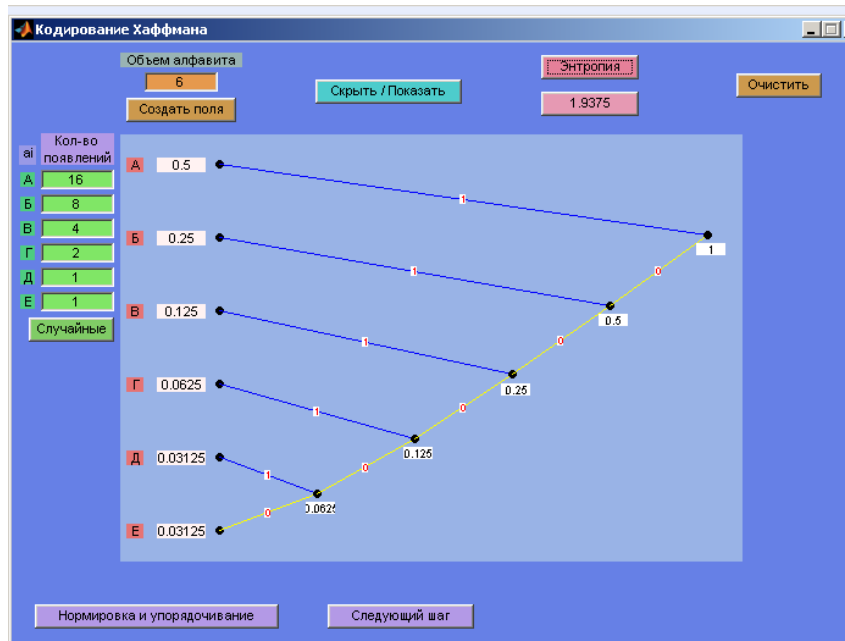 Кодирование Хаффмана
Объем алфавита
6
Создать поля
Скрыть / Показать
Энтропия
1.9375
Очистить
ai
Кол-во
появлений
А 16
Б 8
В 4
Г 2
Д 1
Е 1
Случайные
А 0.5
1
0
1
Б 0.25
1
0
0.5
В 0.125
1
0
0.25
Г 0.0625
1
0
0.125
Д 0.03125
1
0
0.0625
Е 0.03125
Нормировка и упорядочивание
Следующий шаг